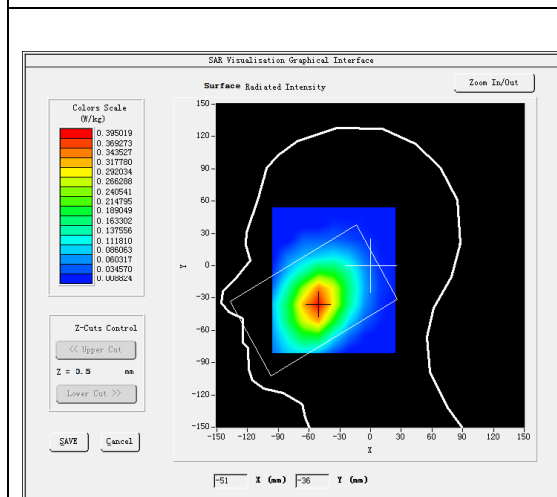 SAR Visualisation Graphical Interface
Surface Radiated Intensity
Zoom In/Out
Colors Scale
(W/kg)
0.395019
0.369273
0.343527
0.317780
0.292034
0.266288
0.240541
0.214795
0.189049
0.163302
0.137556
0.111810
0.086063
0.060317
0.034570
0.008824
150
120
90
60
30
0
-30
-60
-90
-120
-150
Y
-150 -120 -90 -60 -30 0 30 60 90 120 150
X
Z-Cuts Control
<< Upper Cut
Z = 0.5 mm
Lower Cut >>
SAVE Cancel
-51 X (mm) -36 Y (mm)